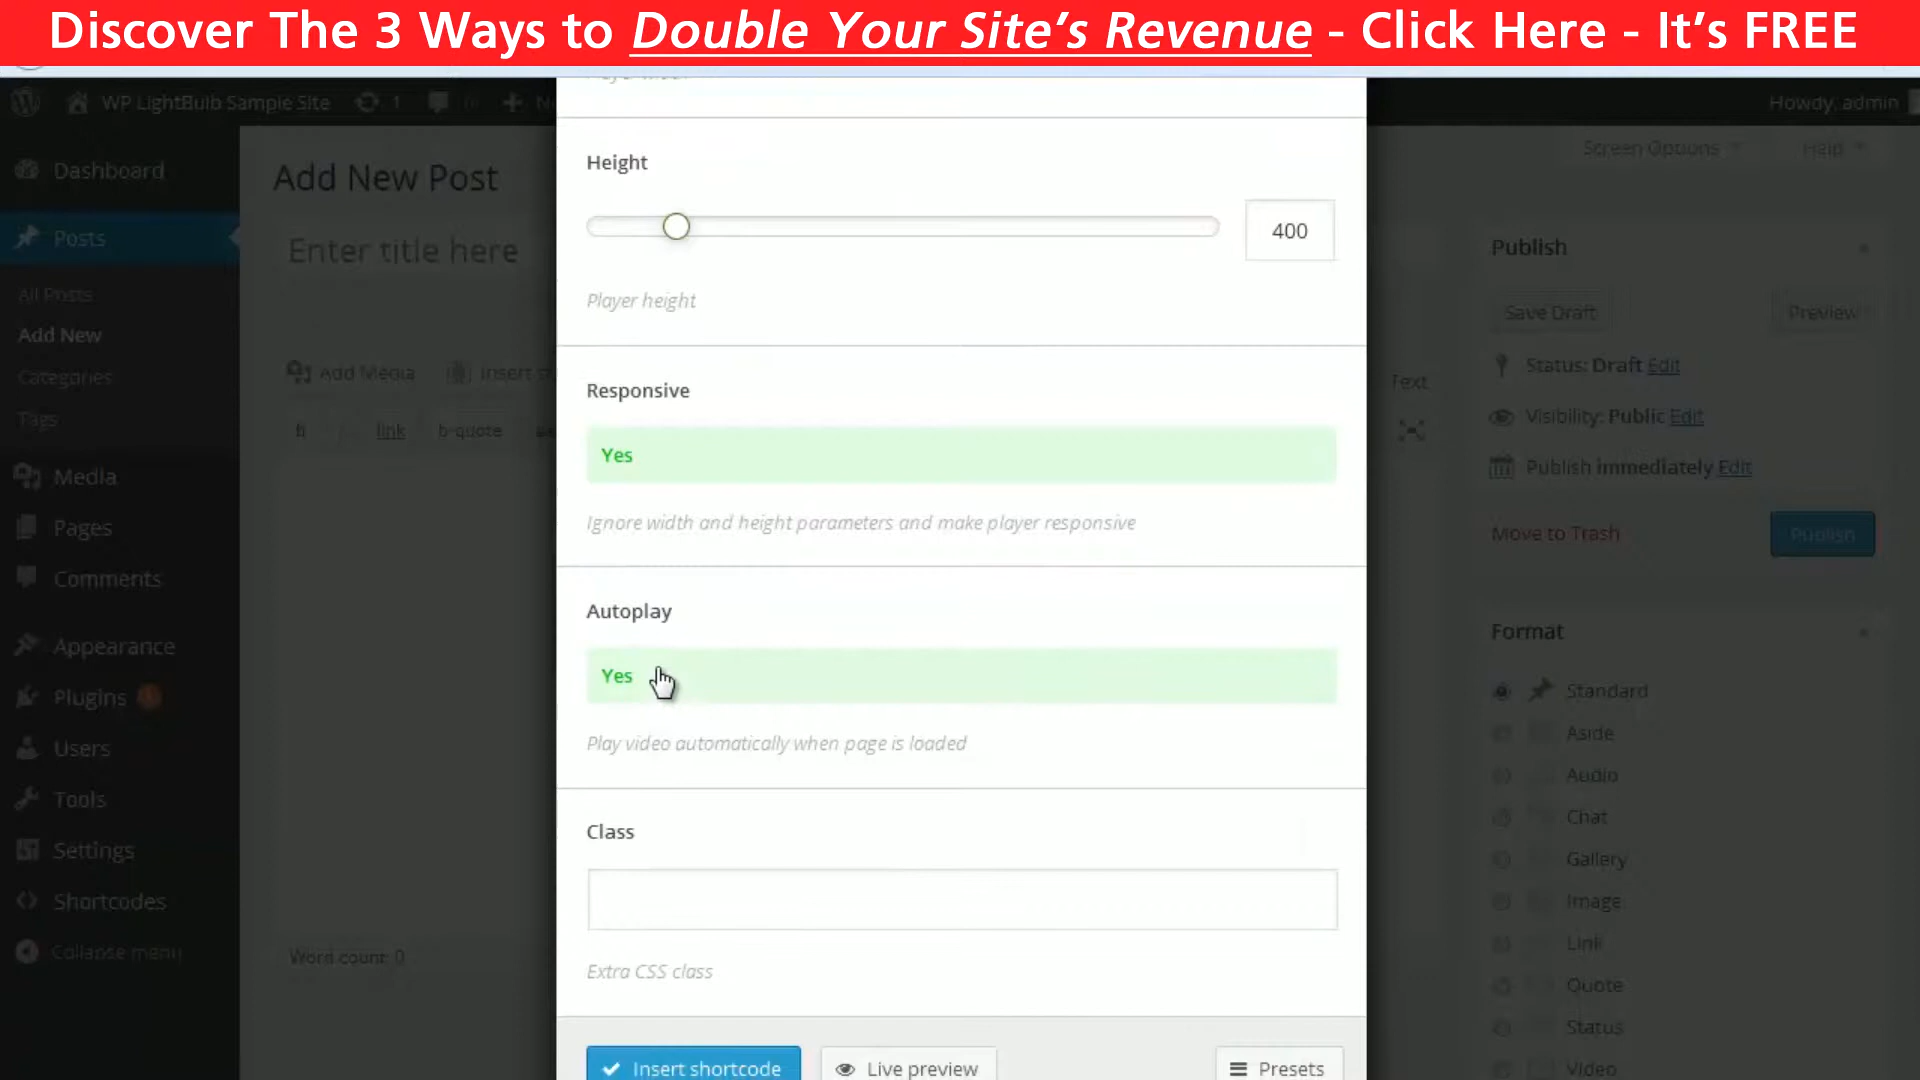 Discover The 3 Ways to Double Your Site's Revenue - Click Here - It's FREE
WP LightBulb Sample Site
1
Howdy, admin
Dashboard
Posts
All Posts
Add New
Categories
Tags
Media
Pages
Comments
Appearance
Plugins
Users
Tools
Settings
Shortcodes
Collapse menu
Add New Post
Enter title here
Add Media
Insert
b
link
b-quote
Word count: 0
Height
400
Player height
Responsive
Yes
Ignore width and height parameters and make player responsive
Autoplay
Yes
Play video automatically when page is loaded
Class
Extra CSS class
Insert shortcode
Live preview
Presets
Screen Options
Help
Text
Publish
Save Draft
Preview
Status: Draft Edit
Visibility: Public Edit
Publish immediately Edit
Move to Trash
Publish
Format
Standard
Aside
Audio
Chat
Gallery
Image
Link
Quote
Status
Video